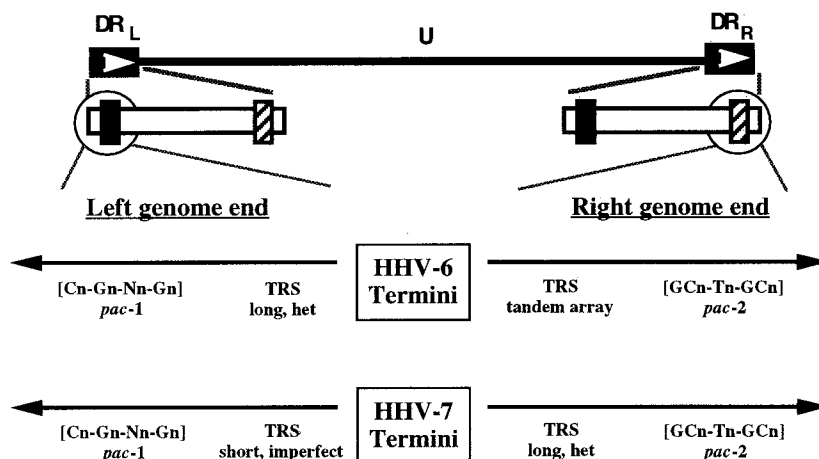 DR L U DR R
Left genome end Right genome end
HHV-6
Termini
[Cn-Gn-Nn-Gn] TRS TRS [GCn-Tn-GCn]
pac-1 long, het tandem array pac-2
HHV-7
Termini
[Cn-Gn-Nn-Gn] TRS TRS [GCn-Tn-GCn]
pac-1 short, imperfect long, het pac-2